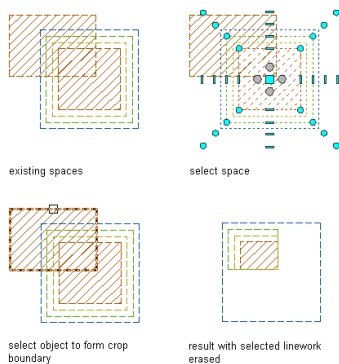 existing spaces
select space
select object to form crop
boundary
result with selected linework
erased